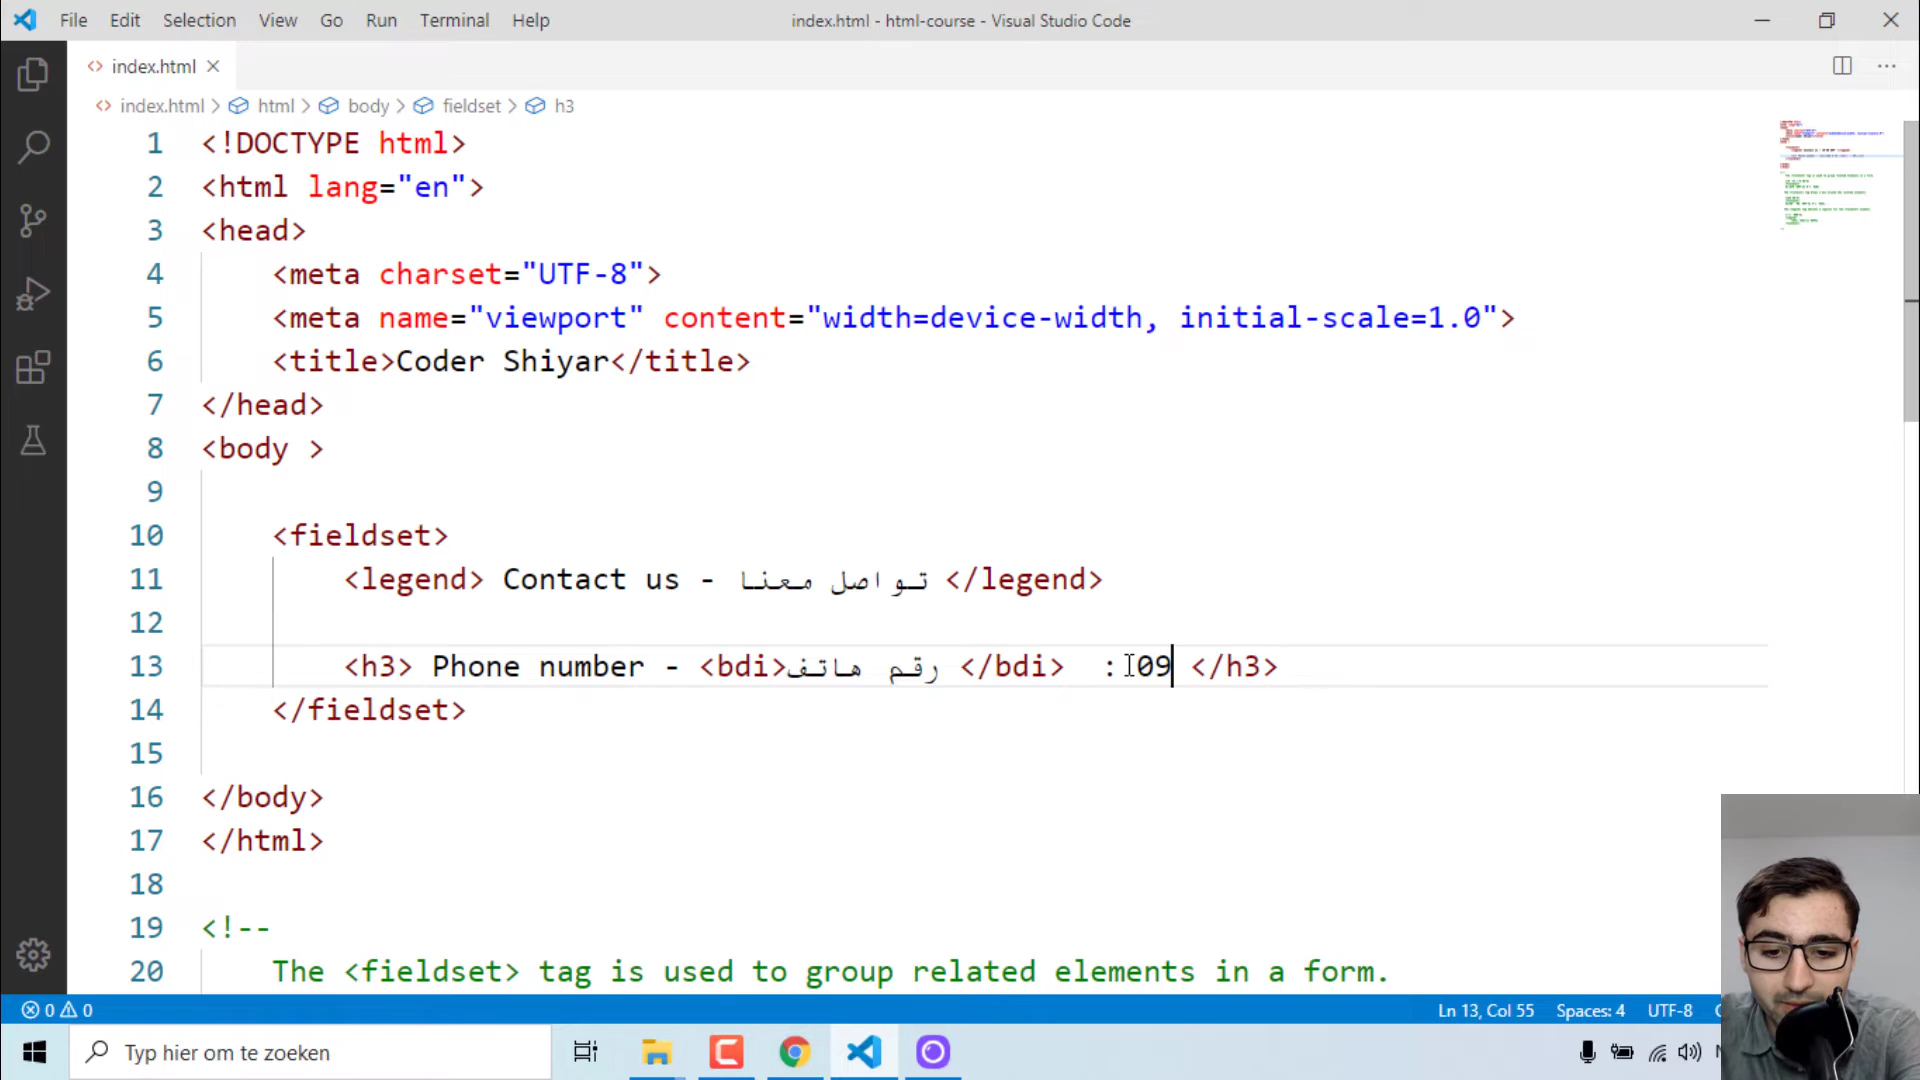 File Edit Selection View Go Run Terminal Help
index.html - html-course - Visual Studio Code
index.html
index.html > html > body > fieldset > h3
1 <!DOCTYPE html>
2 <html lang="en">
3 <head>
4 <meta charset="UTF-8">
5 <meta name="viewport" content="width=device-width, initial-scale=1.0">
6 <title>Coder Shiyar</title>
7 </head>
8 <body >
9
10 <fieldset>
11 <legend> Contact us - تواصل معنا </legend>
12
13 <h3> Phone number - <bdi>رقم هاتف </bdi> : 09 </h3>
14 </fieldset>
15
16 </body>
17 </html>
18
19 <!--
20 The <fieldset> tag is used to group related elements in a form.
0 0
Ln 13, Col 55 Spaces: 4 UTF-8
Typ hier om te zoeken